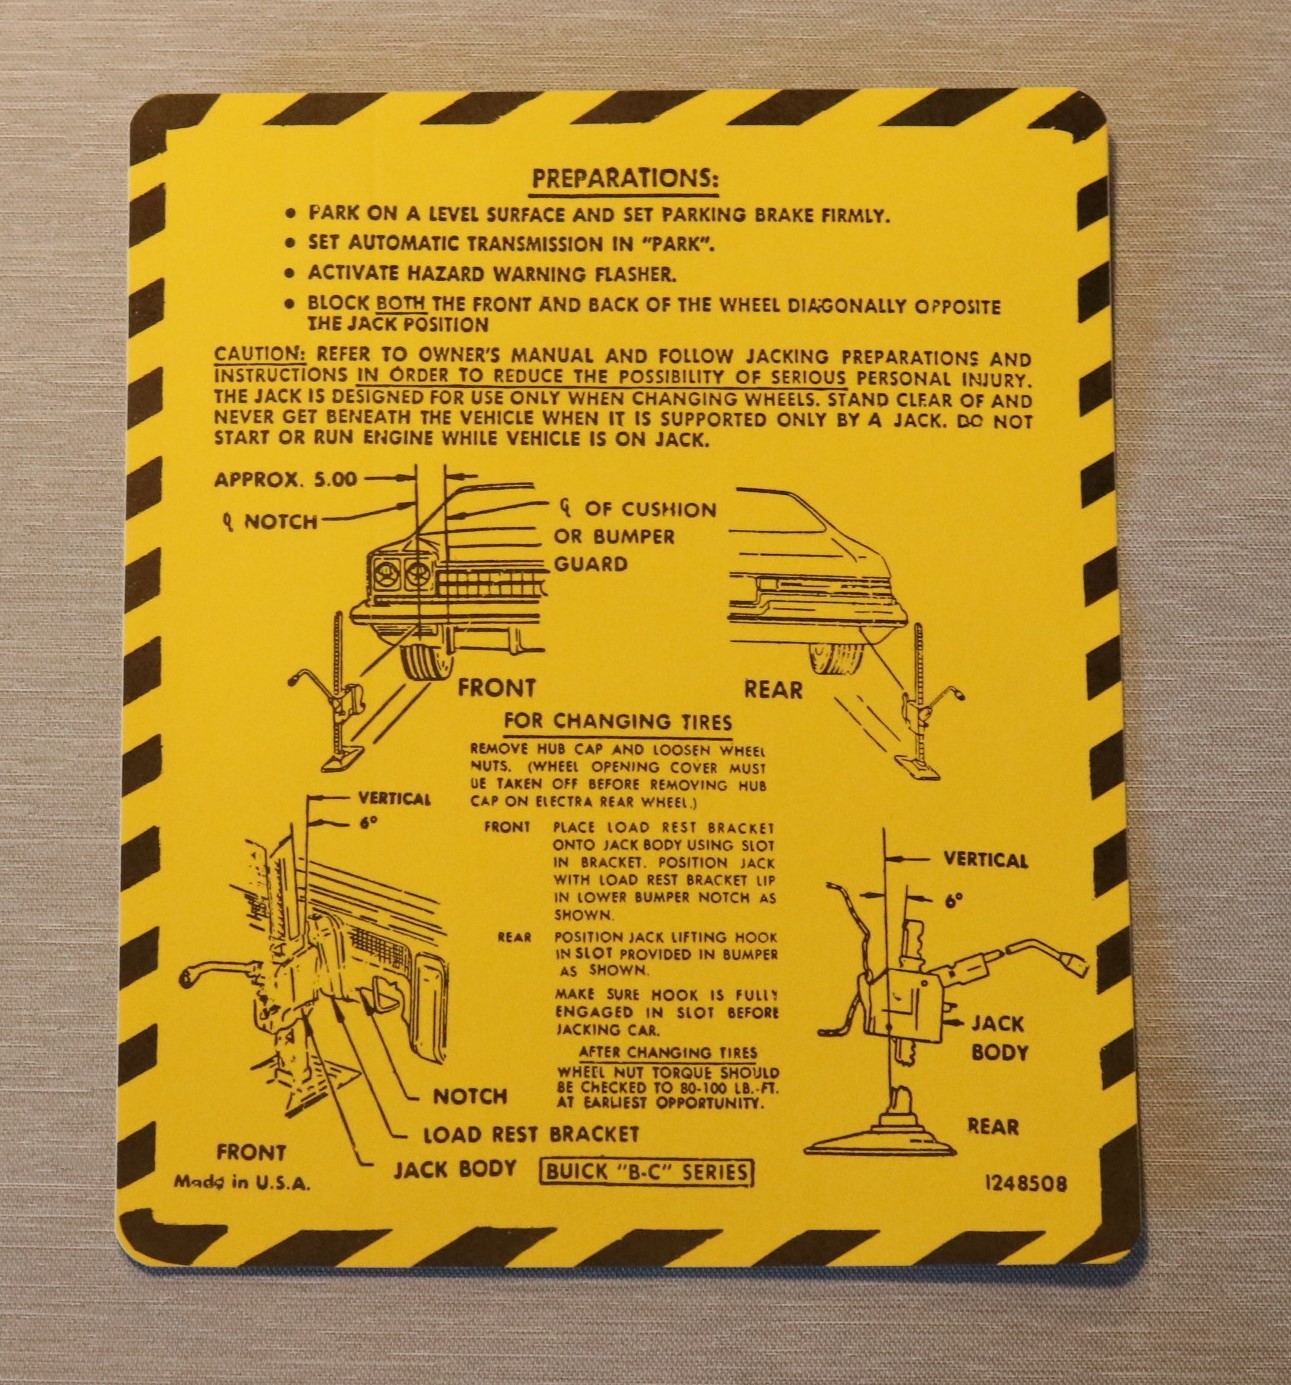 PREPARATIONS:
• PARK ON A LEVEL SURFACE AND SET PARKING BRAKE FIRMLY.
• SET AUTOMATIC TRANSMISSION IN "PARK".
• ACTIVATE HAZARD WARNING FLASHER.
• BLOCK BOTH THE FRONT AND BACK OF THE WHEEL DIAGONALLY OPPOSITE
THE JACK POSITION
CAUTION: REFER TO OWNER'S MANUAL AND FOLLOW JACKING PREPARATIONS AND
INSTRUCTIONS IN ORDER TO REDUCE THE POSSIBILITY OF SERIOUS PERSONAL INJURY.
THE JACK IS DESIGNED FOR USE ONLY WHEN CHANGING WHEELS. STAND CLEAR OF AND
NEVER GET BENEATH THE VEHICLE WHEN IT IS SUPPORTED ONLY BY A JACK. DO NOT
START OR RUN ENGINE WHILE VEHICLE IS ON JACK.
APPROX. 5.00
℄ NOTCH
℄ OF CUSHION
OR BUMPER
GUARD
FRONT
REAR
FOR CHANGING TIRES
REMOVE HUB CAP AND LOOSEN WHEEL
NUTS. (WHEEL OPENING COVER MUST
BE TAKEN OFF BEFORE REMOVING HUB
CAP ON ELECTRA REAR WHEEL.)
FRONT PLACE LOAD REST BRACKET
ONTO JACK BODY USING SLOT
IN BRACKET. POSITION JACK
WITH LOAD REST BRACKET LIP
IN LOWER BUMPER NOTCH AS
SHOWN.
REAR POSITION JACK LIFTING HOOK
IN SLOT PROVIDED IN BUMPER
AS SHOWN.
MAKE SURE HOOK IS FULLY
ENGAGED IN SLOT BEFORE
JACKING CAR.
AFTER CHANGING TIRES
WHEEL NUT TORQUE SHOULD
BE CHECKED TO 80-100 LB.-FT.
AT EARLIEST OPPORTUNITY.
VERTICAL
6°
NOTCH
LOAD REST BRACKET
JACK BODY
FRONT
VERTICAL
6°
JACK
BODY
REAR
BUICK "B-C" SERIES
Made in U.S.A.
1248508